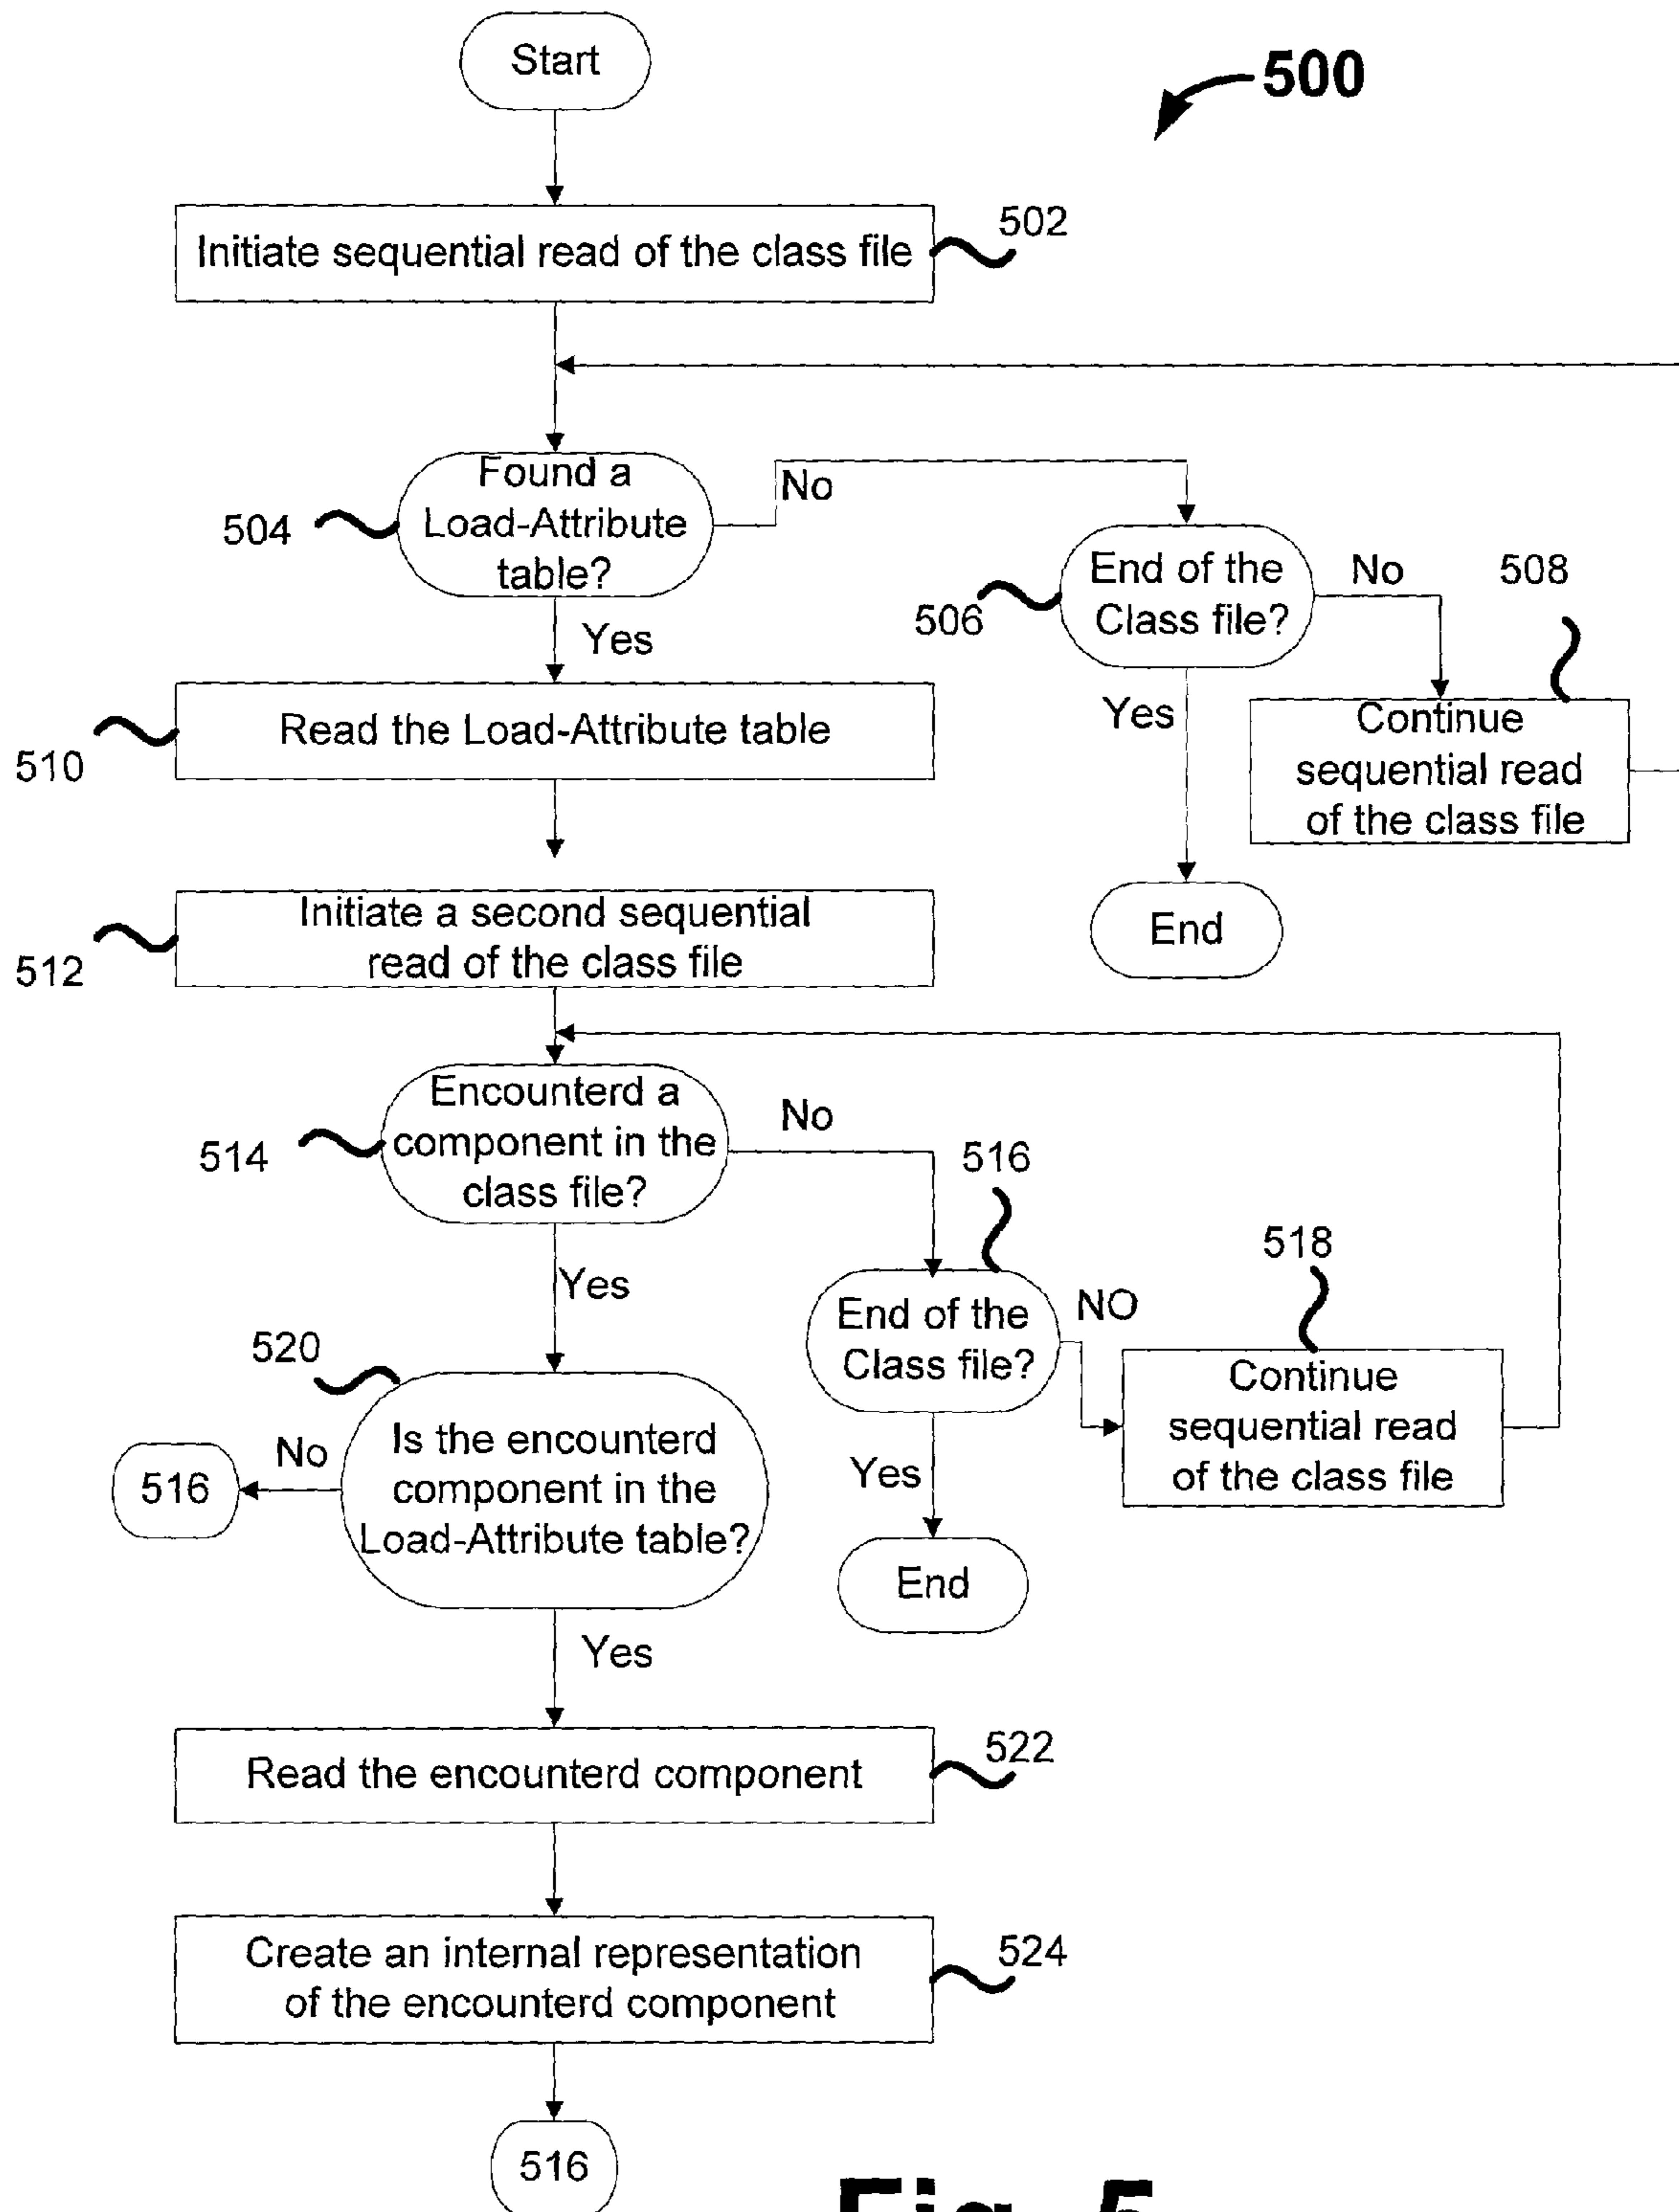 Start
500
Initiate sequential read of the class file
502
Found a
Load-Attribute
table?
504
No
End of the
Class file?
506
No
508
Yes
Yes
Read the Load-Attribute table
510
Continue
sequential read
of the class file
Initiate a second sequential
read of the class file
512
End
Encounterd a
component in the
class file?
514
No
516
518
Yes
End of the
Class file?
NO
Continue
sequential read
of the class file
520
Is the encounterd
component in the
Load-Attribute table?
No
516
Yes
End
Yes
Read the encounterd component
522
Create an internal representation
of the encounterd component
524
516
Fig. 5